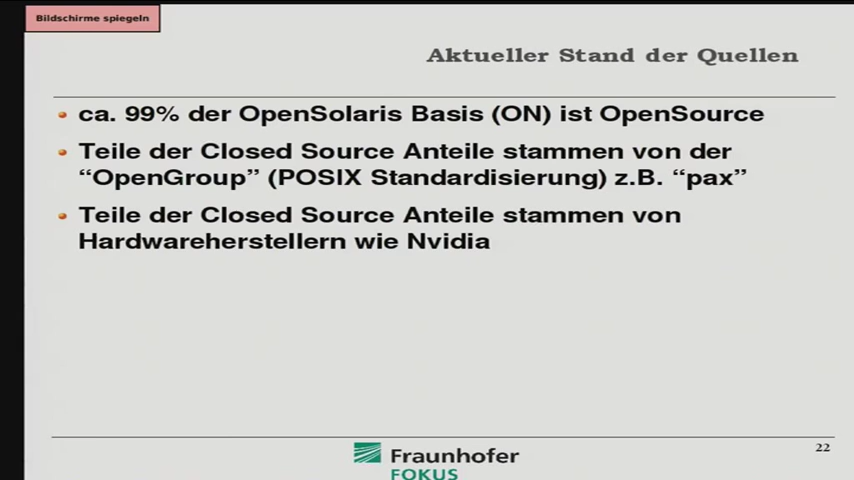 Bildschirme spiegeln
Aktueller Stand der Quellen
ca. 99% der OpenSolaris Basis (ON) ist OpenSource
Teile der Closed Source Anteile stammen von der
“OpenGroup” (POSIX Standardisierung) z.B. “pax”
Teile der Closed Source Anteile stammen von
Hardwareherstellern wie Nvidia
22
Fraunhofer
FOKUS